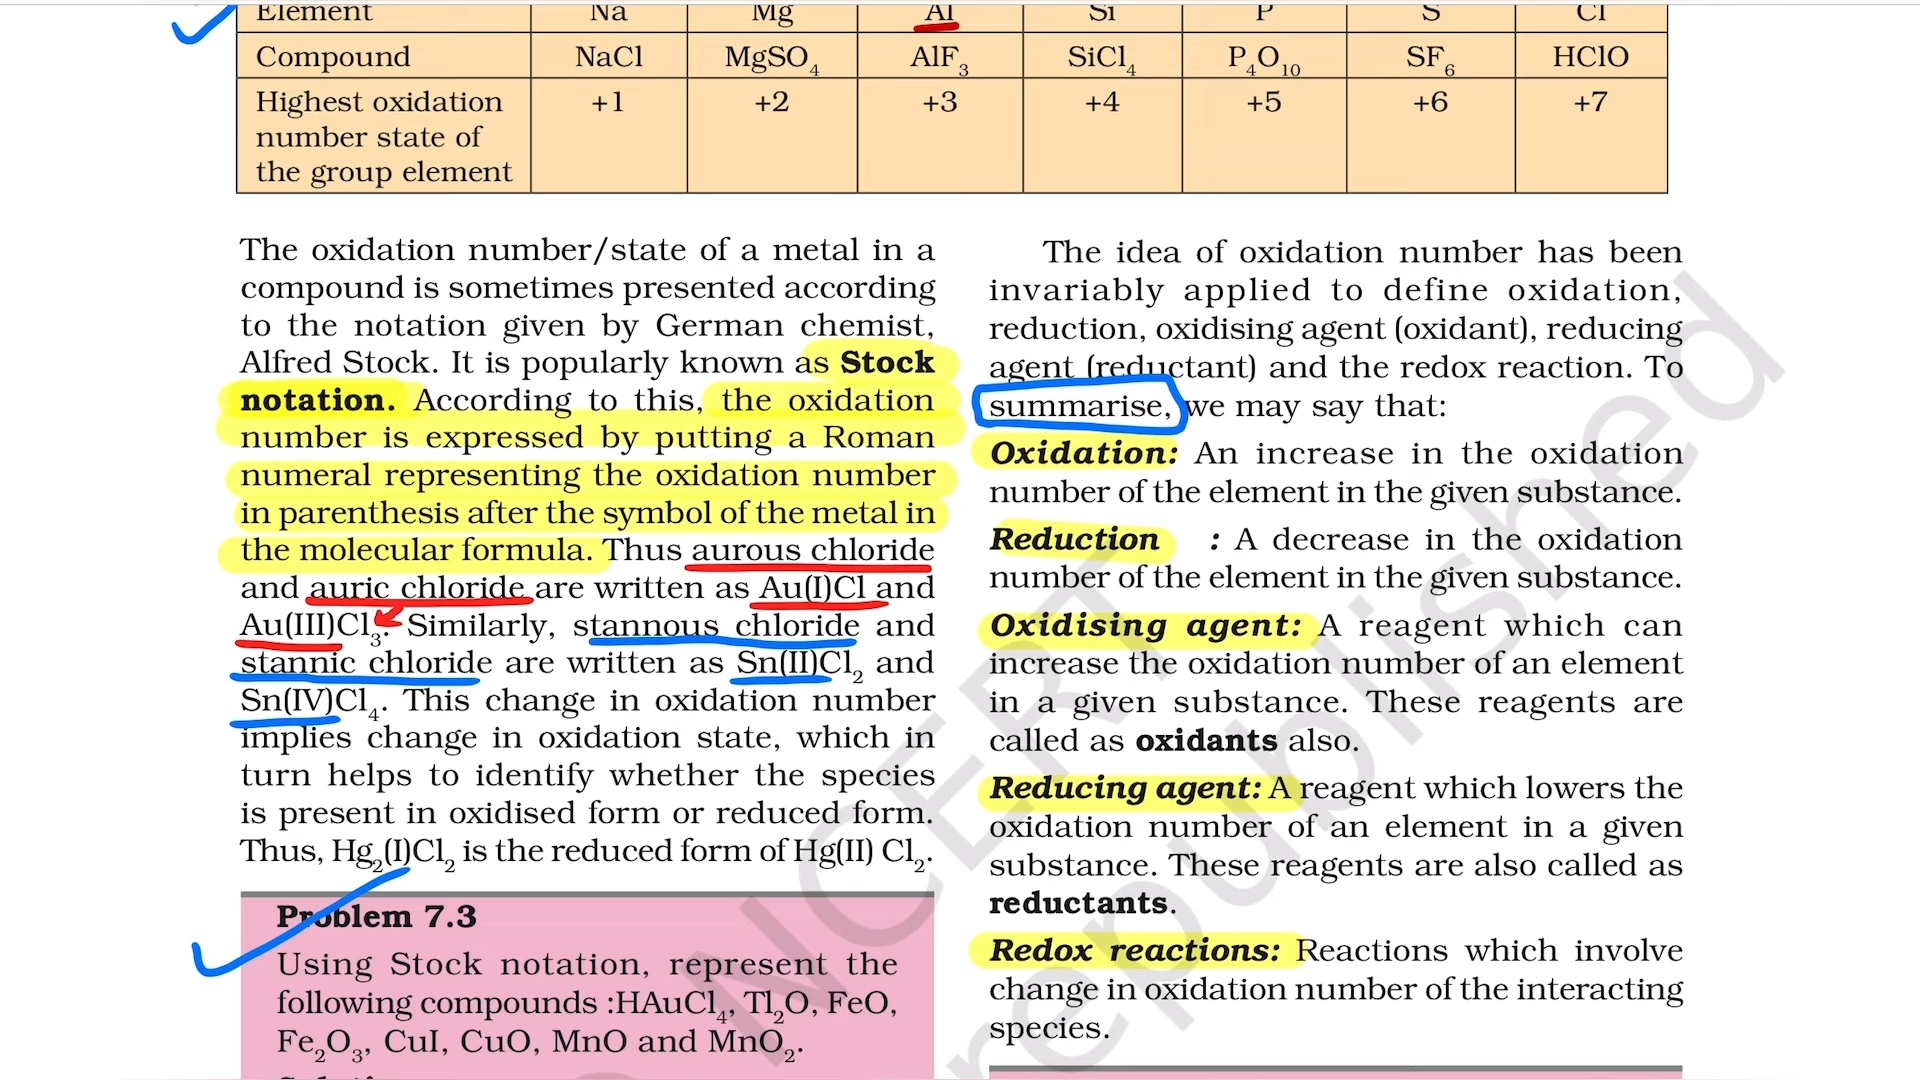 Element Na Mg Al Si P S Cl
Compound NaCl MgSO₄ AlF₃ SiCl₄ P₄O₁₀ SF₆ HClO
Highest oxidation number state of the group element +1 +2 +3 +4 +5 +6 +7
The oxidation number/state of a metal in a
compound is sometimes presented according
to the notation given by German chemist,
Alfred Stock. It is popularly known as Stock
notation. According to this, the oxidation
number is expressed by putting a Roman
numeral representing the oxidation number
in parenthesis after the symbol of the metal in
the molecular formula. Thus aurous chloride
and auric chloride are written as Au(I)Cl and
Au(III)Cl₃. Similarly, stannous chloride and
stannic chloride are written as Sn(II)Cl₂ and
Sn(IV)Cl₄. This change in oxidation number
implies change in oxidation state, which in
turn helps to identify whether the species
is present in oxidised form or reduced form.
Thus, Hg₂(I)Cl₂ is the reduced form of Hg(II) Cl₂.
Problem 7.3
Using Stock notation, represent the
following compounds :HAuCl₄, Tl₂O, FeO,
Fe₂O₃, CuI, CuO, MnO and MnO₂.
The idea of oxidation number has been
invariably applied to define oxidation,
reduction, oxidising agent (oxidant), reducing
agent (reductant) and the redox reaction. To
summarise, we may say that:
Oxidation: An increase in the oxidation
number of the element in the given substance.
Reduction : A decrease in the oxidation
number of the element in the given substance.
Oxidising agent: A reagent which can
increase the oxidation number of an element
in a given substance. These reagents are
called as oxidants also.
Reducing agent: A reagent which lowers the
oxidation number of an element in a given
substance. These reagents are also called as
reductants.
Redox reactions: Reactions which involve
change in oxidation number of the interacting
species.
NCERT
republished